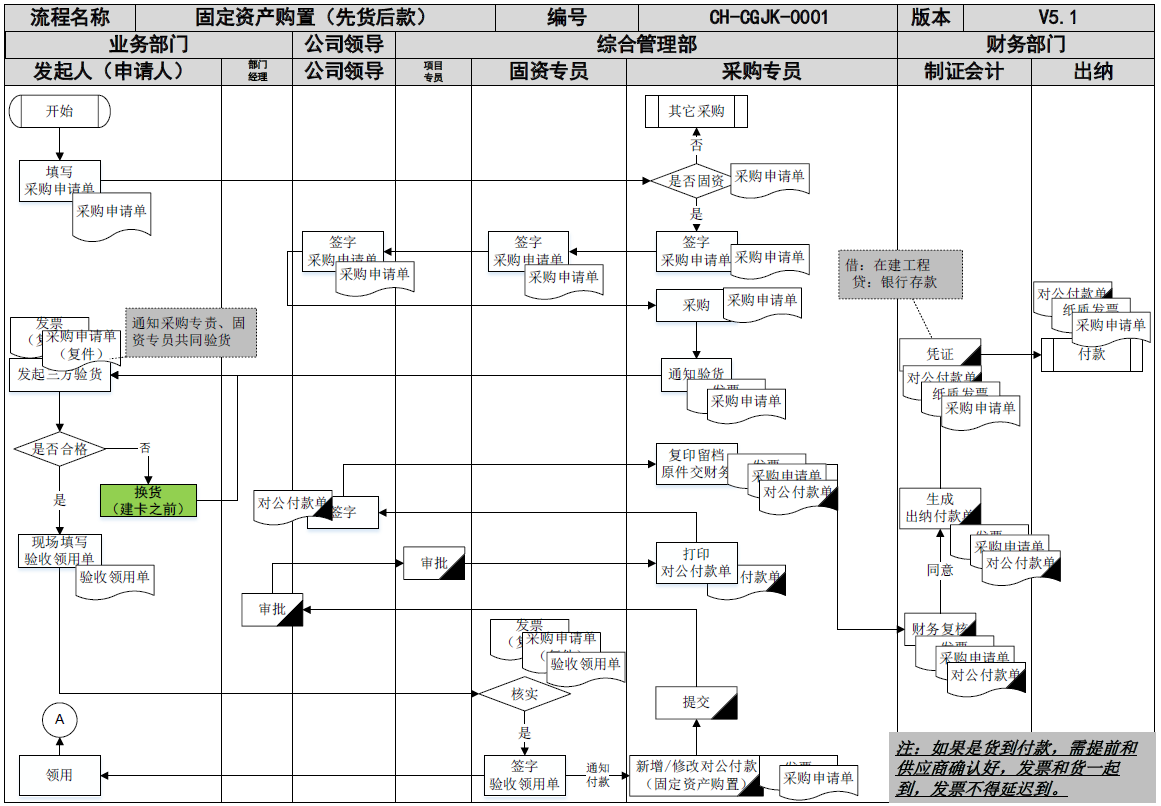 流程名称 固定资产购置（先货后款） 编号 CH-CGJK-0001 版本 V5.1
业务部门 公司领导 综合管理部 财务部门
发起人（申请人） 部门经理 公司领导 项目专员 固资专员 采购专员 制证会计 出纳
开始
其它采购
否
填写
采购申请单
采购申请单
是否固资
采购申请单
是
签字
采购申请单
采购申请单
签字
采购申请单
采购申请单
签字
采购申请单
采购申请单
借：在建工程
贷：银行存款
采购
采购申请单
对公付款单
纸质发票
采购申请单
付款
发票
采购申请单
（复件）
通知采购专责、固
资专员共同验货
发起三方验货
通知验货
发票
采购申请单
凭证
对公付款单
纸质发票
采购申请单
是否合格
否
是
换货
（建卡之前）
对公付款单
签字
复印留档
原件交财务
发票
采购申请单
对公付款单
生成
出纳付款单
发票
采购申请单
对公付款单
同意
现场填写
验收领用单
验收领用单
审批
打印
对公付款单
付款单
审批
财务复核
发票
采购申请单
对公付款单
发票
采购申请单
验收领用单
核实
是
提交
A
领用
签字
验收领用单
通知
付款
新增/修改对公付款
（固定资产购置）
发票
采购申请单
注：如果是货到付款，需提前和
供应商确认好，发票和货一起
到，发票不得延迟到。